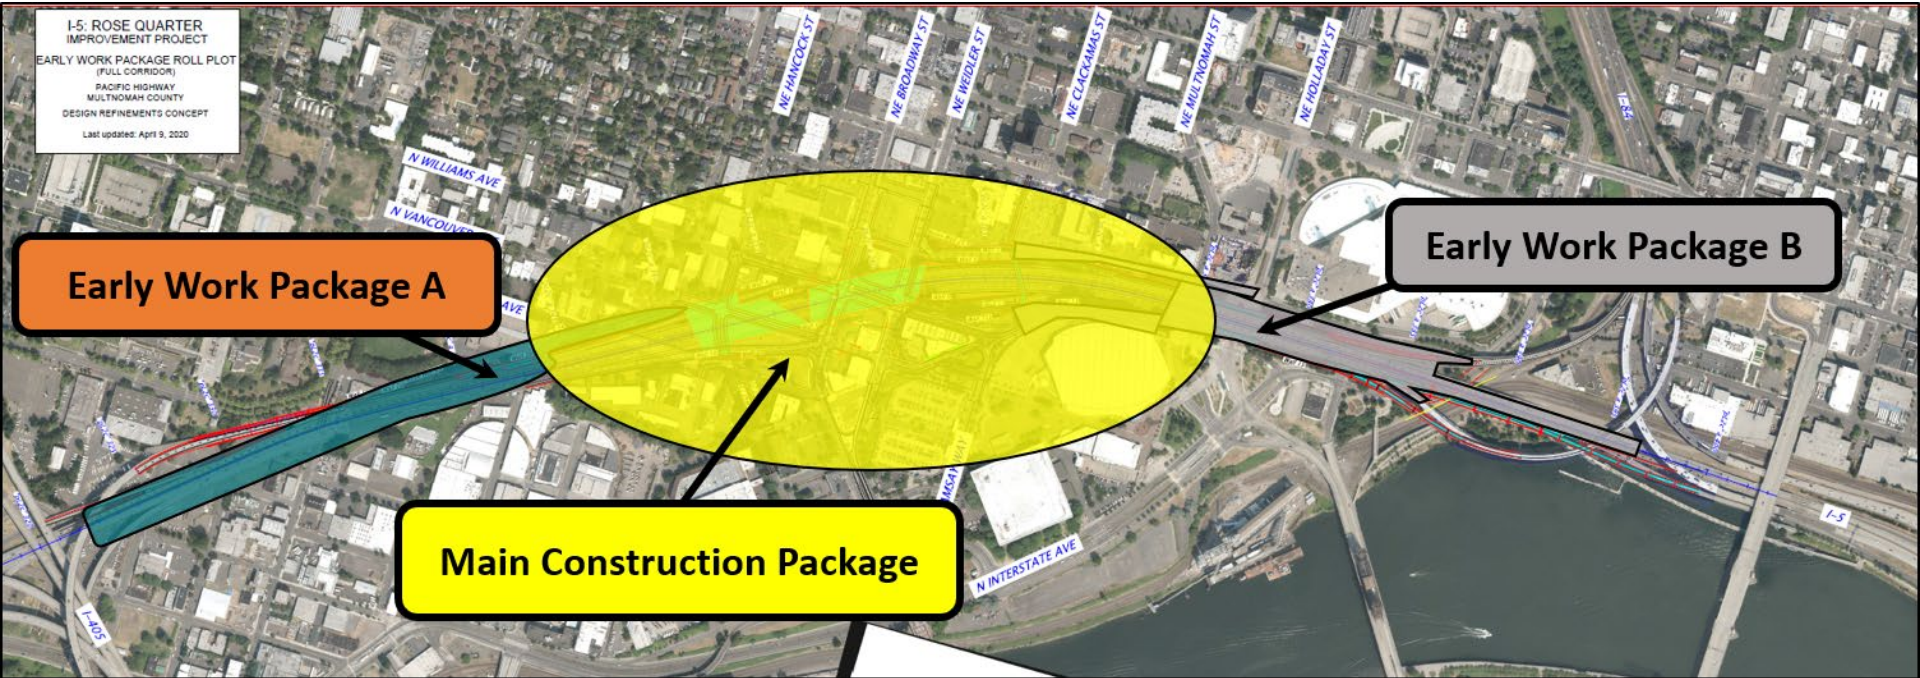 I-5: ROSE QUARTER
IMPROVEMENT PROJECT
EARLY WORK PACKAGE ROLL PLOT
(FULL CORRIDOR)
PACIFIC HIGHWAY
MULTNOMAH COUNTY
DESIGN REFINEMENTS CONCEPT
Last updated: April 9, 2020
NE HANCOCK ST
NE BROADWAY ST
NE WEIDLER ST
NE CLACKAMAS ST
NE MULTNOMAH ST
NE HOLLADAY ST
I-84
N WILLIAMS AVE
N VANCOUVER
AVE
Early Work Package A
Early Work Package B
Main Construction Package
MSAY WAY
N INTERSTATE AVE
I-5
I-405